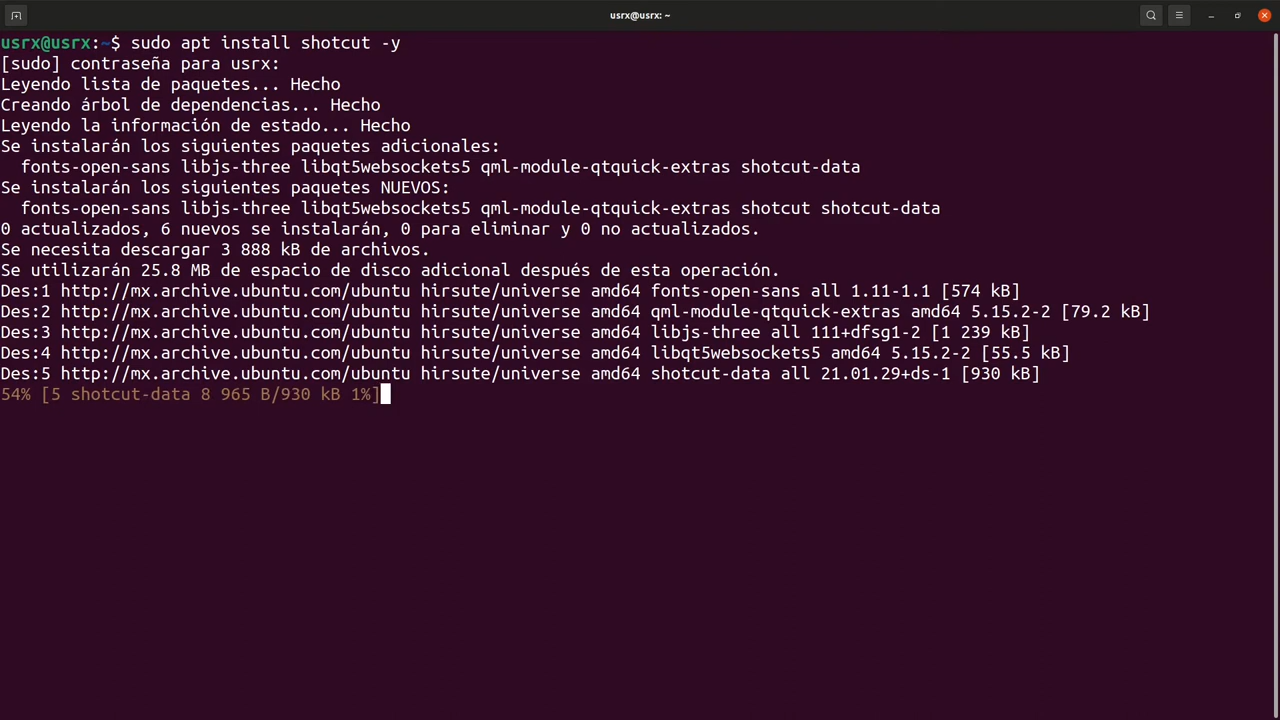 usrx@usrx: ~
usrx@usrx:~$ sudo apt install shotcut -y
[sudo] contraseña para usrx:
Leyendo lista de paquetes... Hecho
Creando árbol de dependencias... Hecho
Leyendo la información de estado... Hecho
Se instalarán los siguientes paquetes adicionales:
  fonts-open-sans libjs-three libqt5websockets5 qml-module-qtquick-extras shotcut-data
Se instalarán los siguientes paquetes NUEVOS:
  fonts-open-sans libjs-three libqt5websockets5 qml-module-qtquick-extras shotcut shotcut-data
0 actualizados, 6 nuevos se instalarán, 0 para eliminar y 0 no actualizados.
Se necesita descargar 3 888 kB de archivos.
Se utilizarán 25.8 MB de espacio de disco adicional después de esta operación.
Des:1 http://mx.archive.ubuntu.com/ubuntu hirsute/universe amd64 fonts-open-sans all 1.11-1.1 [574 kB]
Des:2 http://mx.archive.ubuntu.com/ubuntu hirsute/universe amd64 qml-module-qtquick-extras amd64 5.15.2-2 [79.2 kB]
Des:3 http://mx.archive.ubuntu.com/ubuntu hirsute/universe amd64 libjs-three all 111+dfsg1-2 [1 239 kB]
Des:4 http://mx.archive.ubuntu.com/ubuntu hirsute/universe amd64 libqt5websockets5 amd64 5.15.2-2 [55.5 kB]
Des:5 http://mx.archive.ubuntu.com/ubuntu hirsute/universe amd64 shotcut-data all 21.01.29+ds-1 [930 kB]
54% [5 shotcut-data 8 965 B/930 kB 1%]